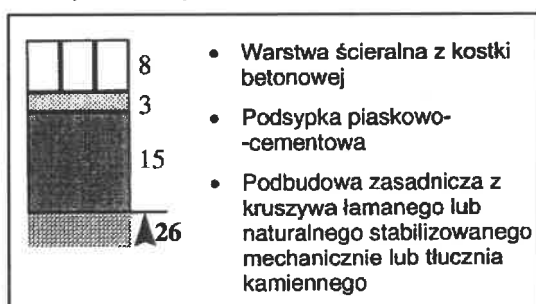 8
3
15
26
• Warstwa ścieralna z kostki
betonowej
• Podsypka piaskowo-
-cementowa
• Podbudowa zasadnicza z
kruszywa łamanego lub
naturalnego stabilizowanego
mechanicznie lub tłucznia
kamiennego